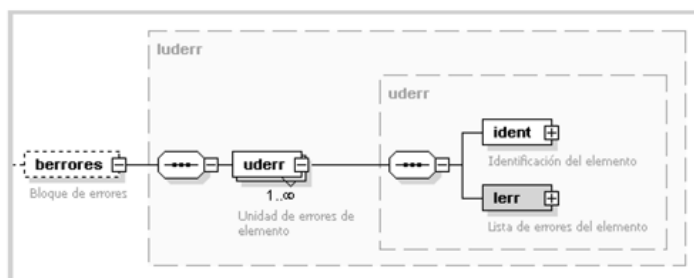 luderr
uderr
berrores
Bloque de errores
uderr
1..∞
Unidad de errores de
elemento
ident
Identificación del elemento
lerr
Lista de errores del elemento